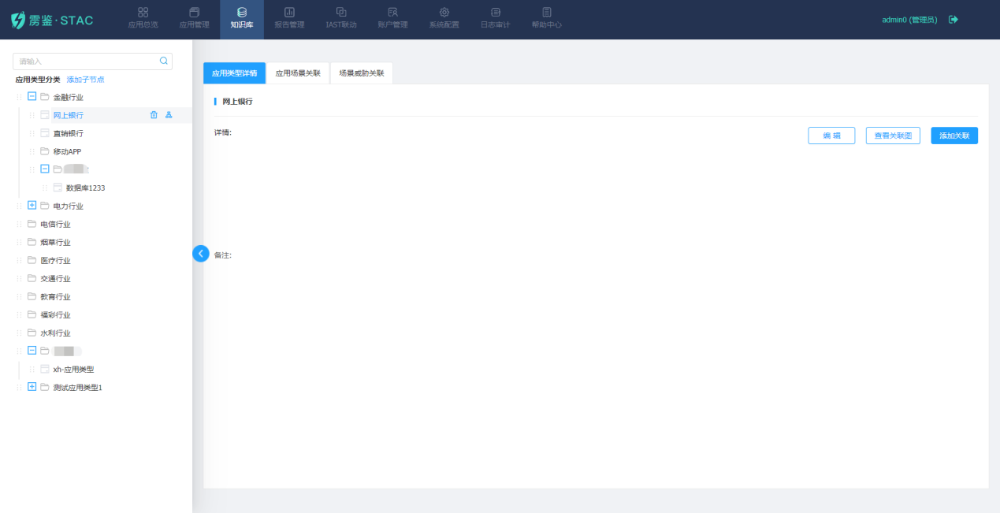 雳鉴·STAC
应用总览
应用管理
知识库
报告管理
IAST联动
账户管理
系统配置
日志审计
帮助中心
admin0 (管理员)
请输入
应用类型分类 添加子节点
金融行业
网上银行
直销银行
移动APP
数据库1233
电力行业
电信行业
烟草行业
医疗行业
交通行业
教育行业
福彩行业
水利行业
xh-应用类型
测试应用类型1
应用类型详情 应用场景关联 场景威胁关联
网上银行
详情:
编 辑 查看关联图 添加关联
备注: